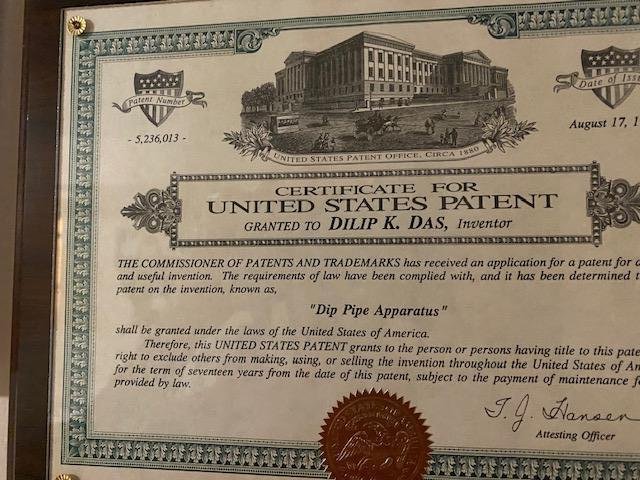 Patent Number
Date of Iss
- 5,236,013 -
August 17, 1
UNITED STATES PATENT OFFICE, CIRCA 1880
CERTIFICATE FOR
UNITED STATES PATENT
GRANTED TO DILIP K. DAS, Inventor
THE COMMISSIONER OF PATENTS AND TRADEMARKS has received an application for a patent for a
and useful invention. The requirements of law have been complied with, and it has been determined t
patent on the invention, known as,
"Dip Pipe Apparatus"
shall be granted under the laws of the United States of America.
Therefore, this UNITED STATES PATENT grants to the person or persons having title to this pate
right to exclude others from making, using, or selling the invention throughout the United States of Am
for the term of seventeen years from the date of this patent, subject to the payment of maintenance f
provided by law.
T. J. Hansen
Attesting Officer